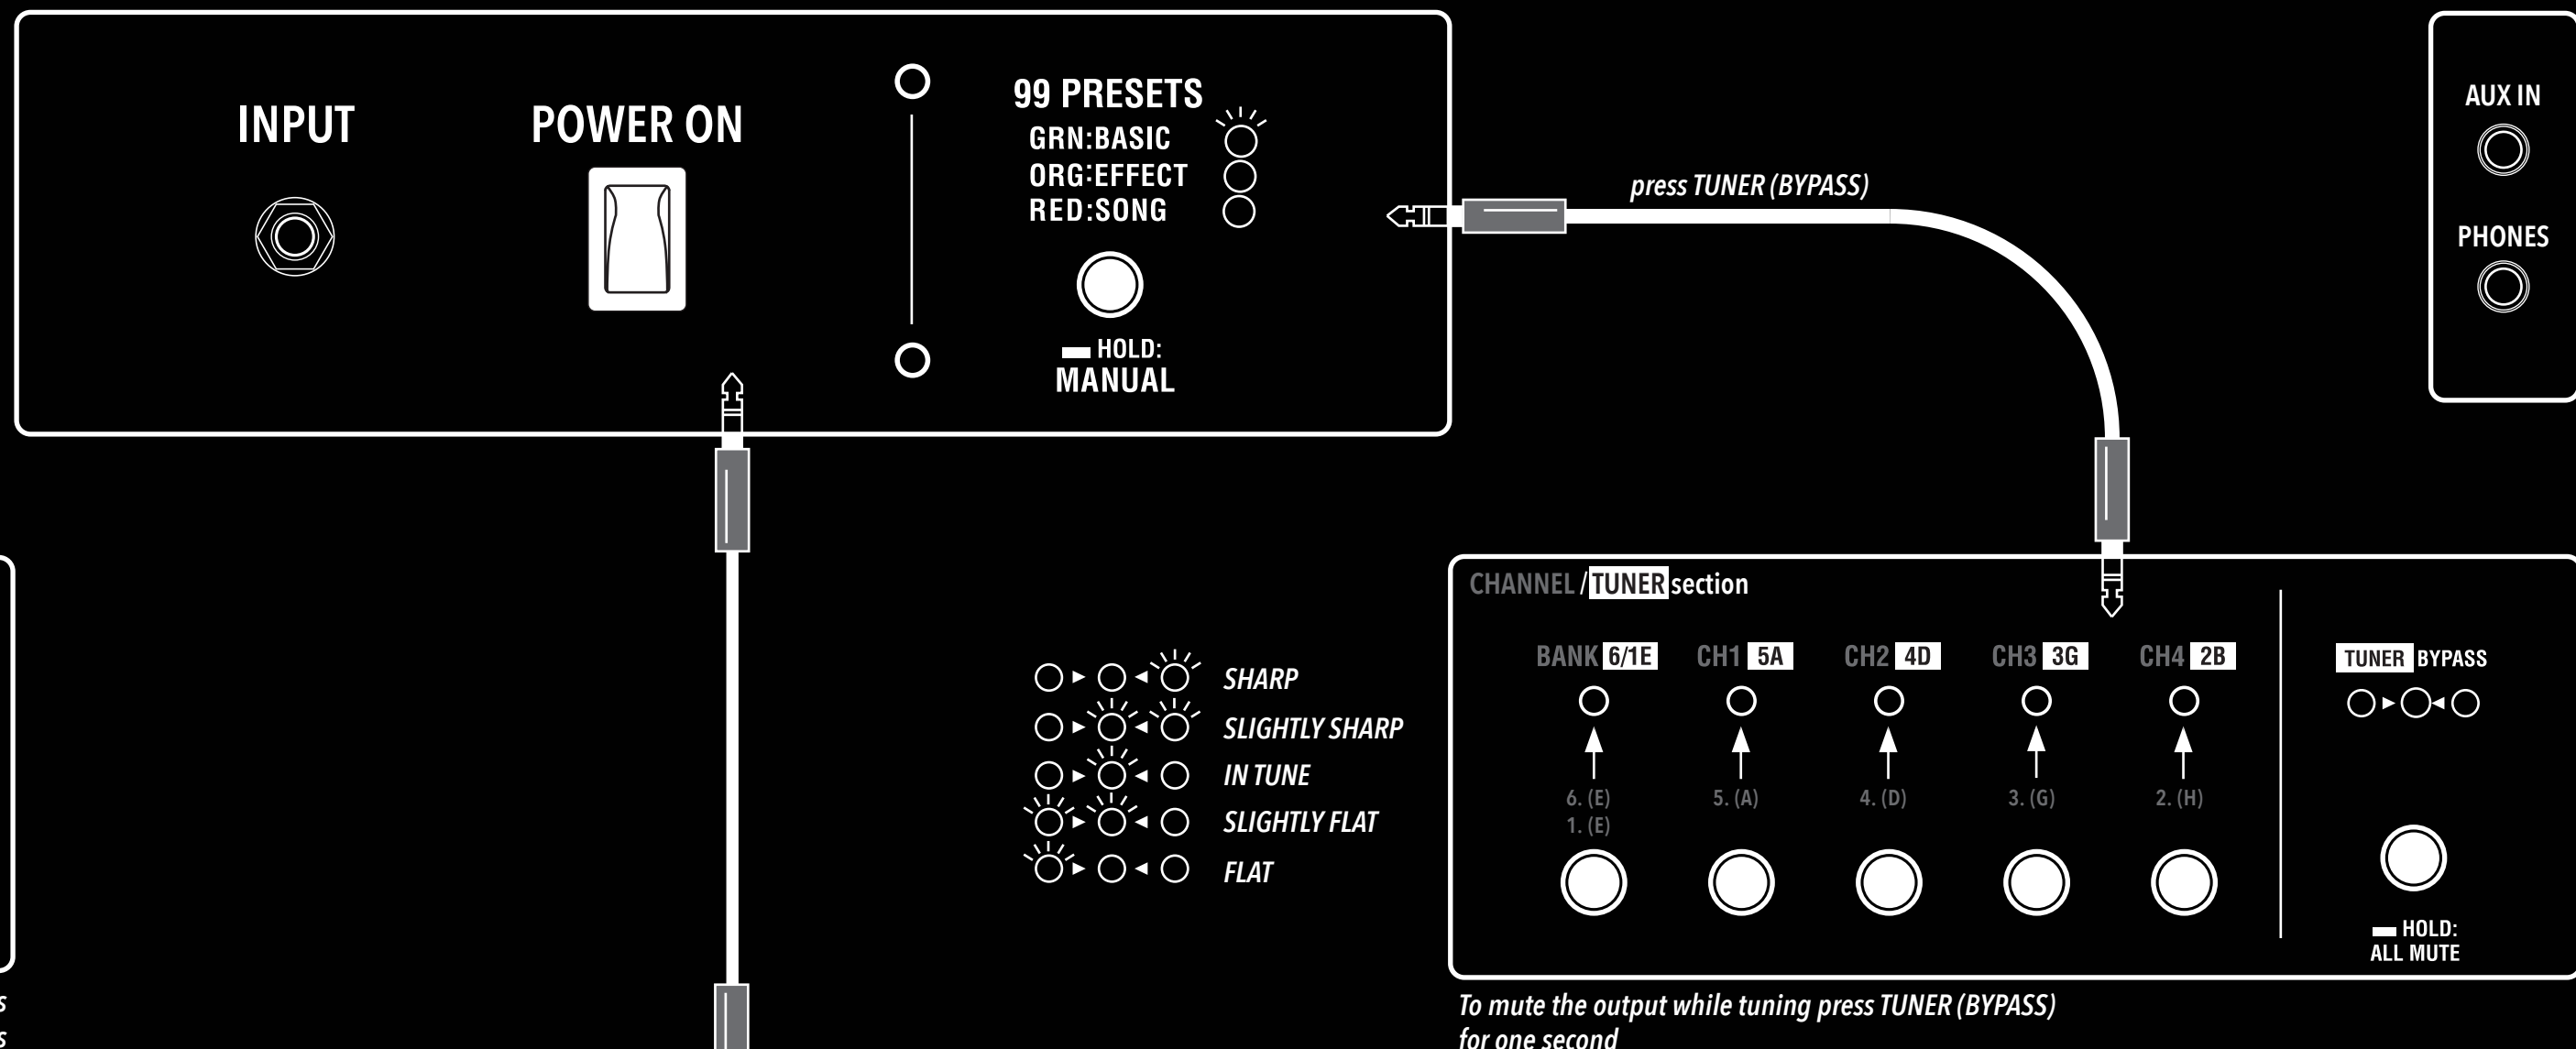 INPUT
POWER ON
99 PRESETS
GRN:BASIC
ORG:EFFECT
RED:SONG
HOLD:
MANUAL
press TUNER (BYPASS)
AUX IN
PHONES
SHARP
SLIGHTLY SHARP
IN TUNE
SLIGHTLY FLAT
FLAT
CHANNEL / TUNER section
BANK 6/1E CH1 5A CH2 4D CH3 3G CH4 2B
TUNER BYPASS
6. (E) 5. (A) 4. (D) 3. (G) 2. (H)
1. (E)
HOLD:
ALL MUTE
To mute the output while tuning press TUNER (BYPASS)
for one second